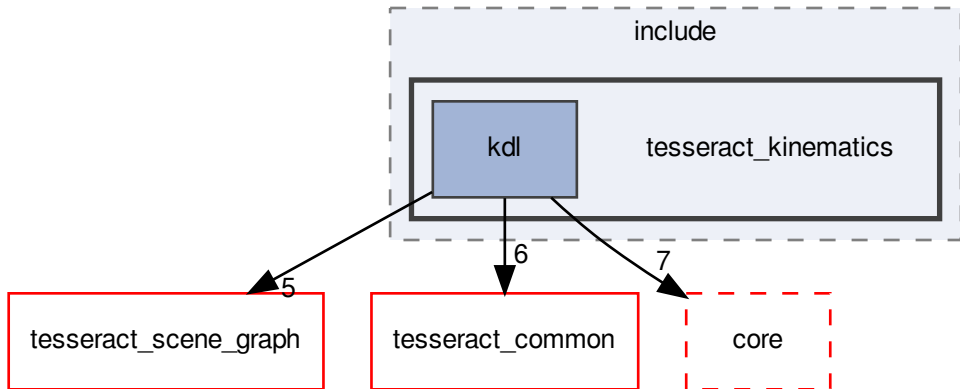 include
kdl
tesseract_kinematics
5
6
7
tesseract_scene_graph
tesseract_common
core